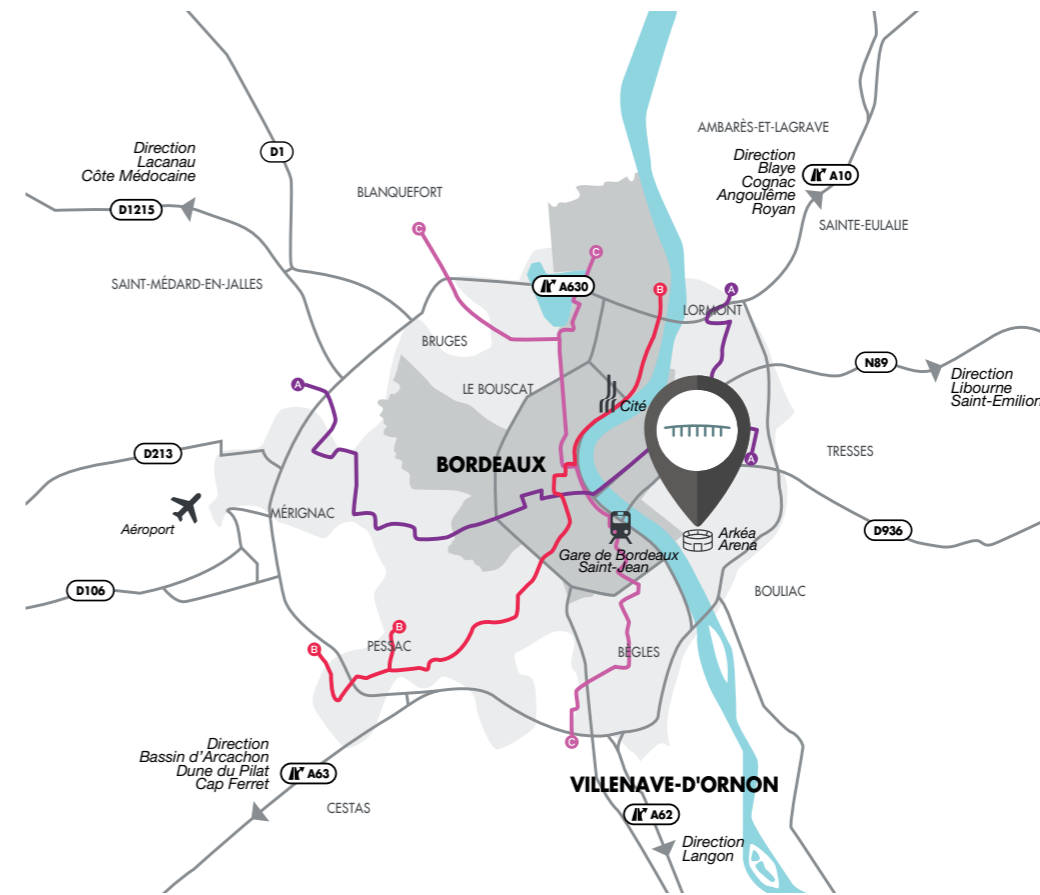 AMBARÈS-ET-LAGRAVE
Direction
Lacanau
Côte Médocaine
D1
Direction
Blaye
Cognac
Angoulême
Royan
A10
BLANQUEFORT
D1215
SAINTE-EULALIE
C
C
SAINT-MÉDARD-EN-JALLES
A630
B
A
LORMONT
BRUGES
N89
Direction
Libourne
Saint-Emilion
A
LE BOUSCAT
Cité
D213
BORDEAUX
A
TRESSES
MÉRIGNAC
Aéroport
Arkéa
Arena
D936
Gare de Bordeaux
Saint-Jean
D106
BOULIAC
B
B
PESSAC
BÈGLES
C
Direction
Bassin d'Arcachon
Dune du Pilat
Cap Ferret
A63
VILLENAVE-D'ORNON
CESTAS
A62
Direction
Langon